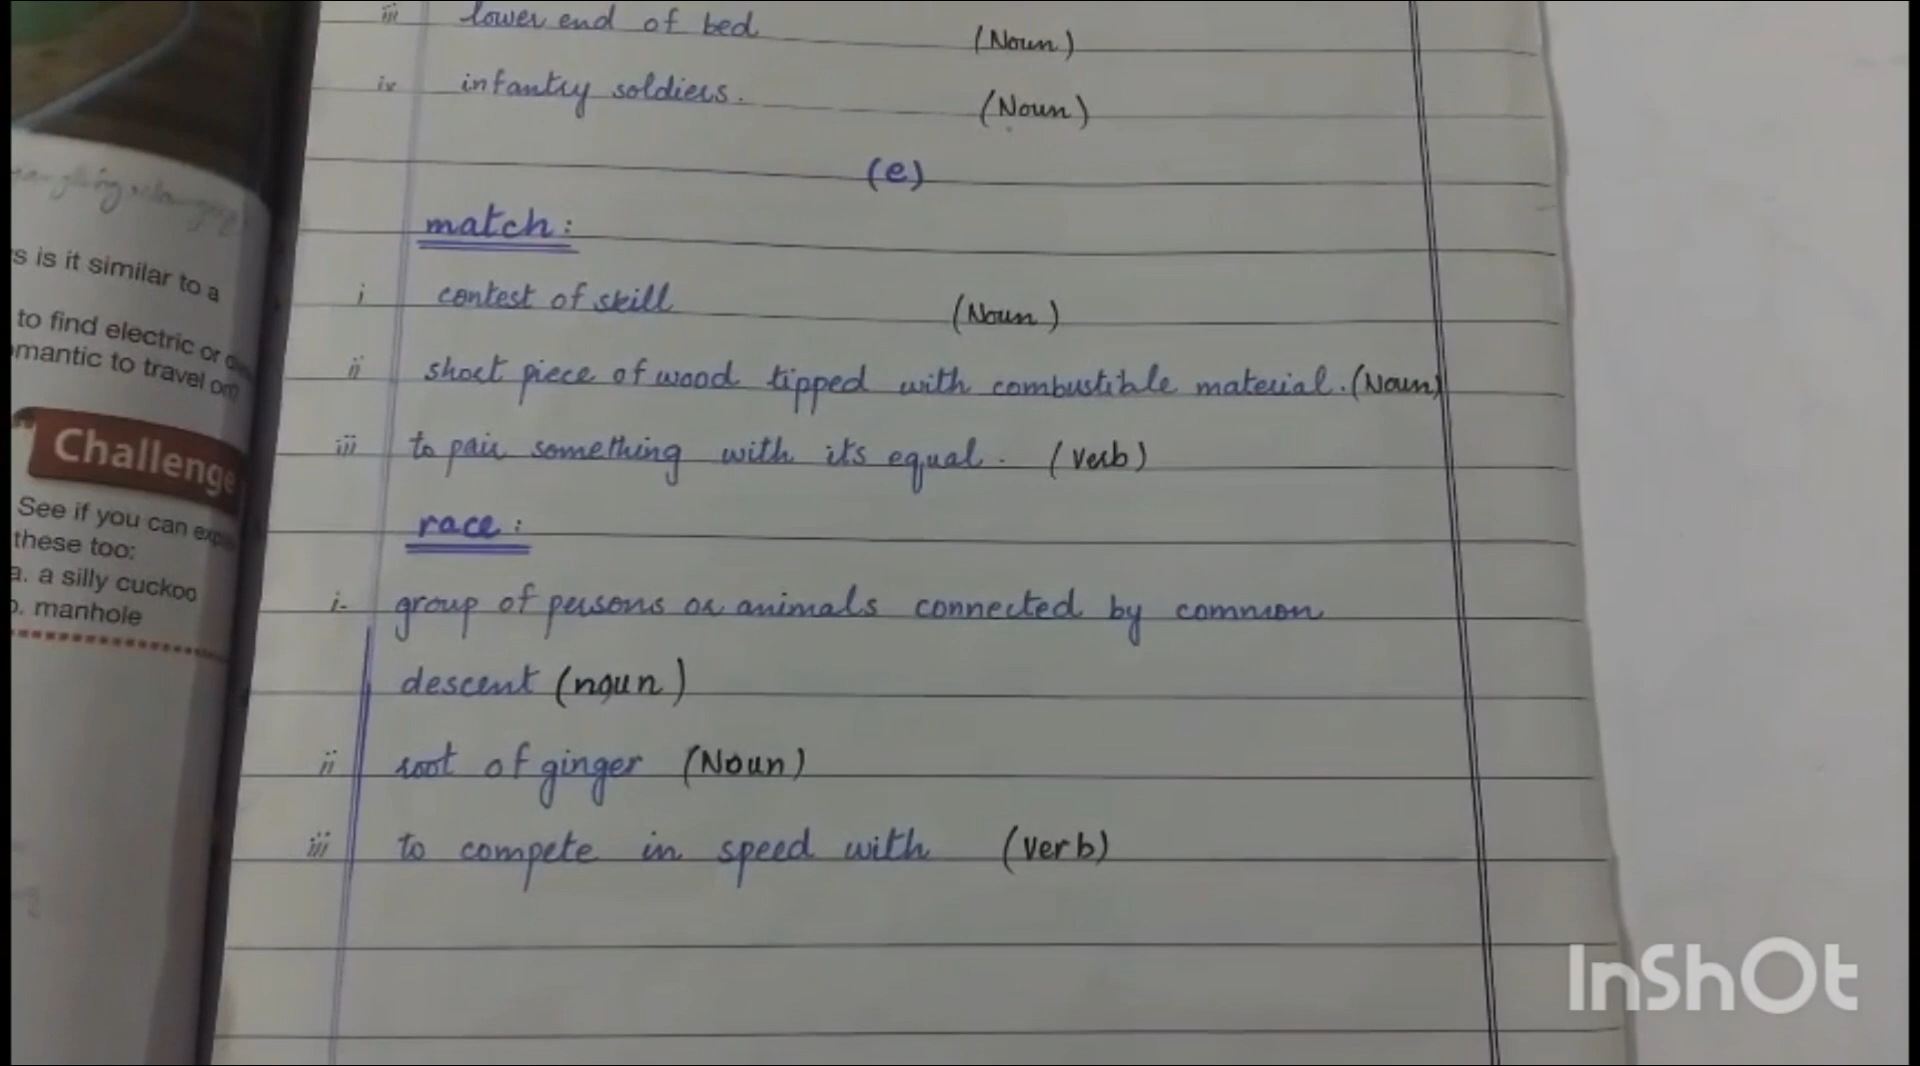 iii lower end of bed (Noun)
iv infantry soldiers. (Noun)
(e)
match:
i contest of skill (Noun)
ii short piece of wood tipped with combustible material. (Noun)
iii to pair something with its equal. (verb)
race:
i- group of persons or animals connected by common
descent (noun)
ii root of ginger (Noun)
iii to compete in speed with (verb)
s is it similar to a
to find electric or
mantic to travel on
Challenge
See if you can
these too:
a. a silly cuckoo
b. manhole
InShOt